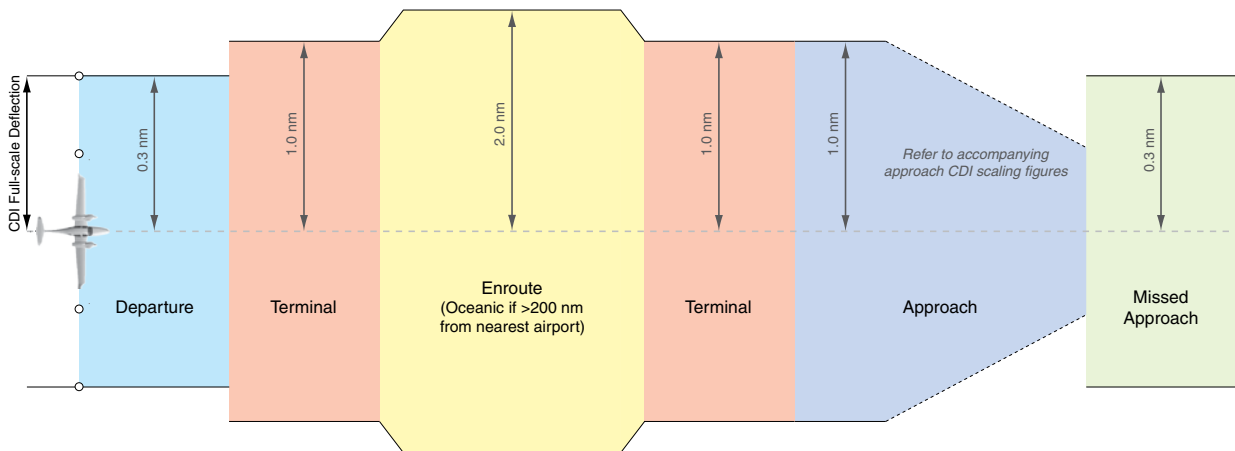 CDI Full-scale Deflection
0.3 nm
1.0 nm
2.0 nm
1.0 nm
1.0 nm
0.3 nm
Refer to accompanying
approach CDI scaling figures
Departure
Terminal
Enroute
(Oceanic if >200 nm
from nearest airport)
Terminal
Approach
Missed
Approach